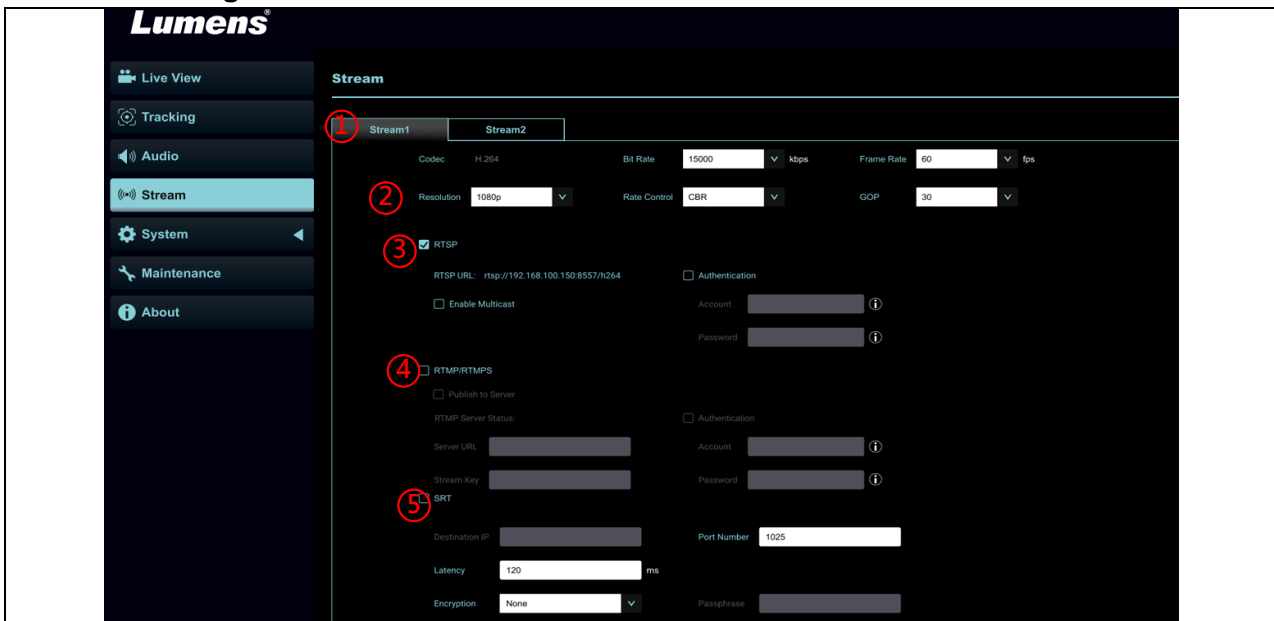 Lumens®
Live View
Tracking
Audio
Stream
System
Maintenance
About
Stream
① Stream1 Stream2
Codec H.264 Bit Rate 15000 kbps Frame Rate 60 fps
② Resolution 1080p Rate Control CBR GOP 30
③ RTSP
RTSP URL: rtsp://192.168.100.150:8557/h264 Authentication
Enable Multicast Account
Password
④ RTMP/RTMPS
Publish to Server
RTMP Server Status: Authentication
Server URL Account
Stream Key Password
⑤ SRT
Destination IP Port Number 1025
Latency 120 ms
Encryption None Passphrase